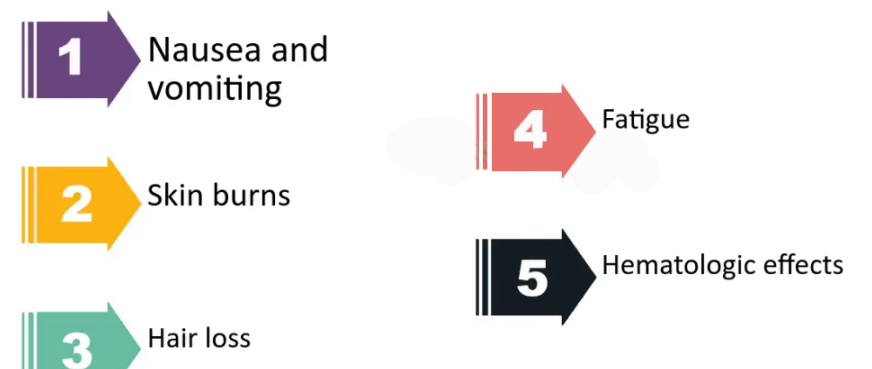 1
Nausea and
vomiting
2
Skin burns
3
Hair loss
4
Fatigue
5
Hematologic effects